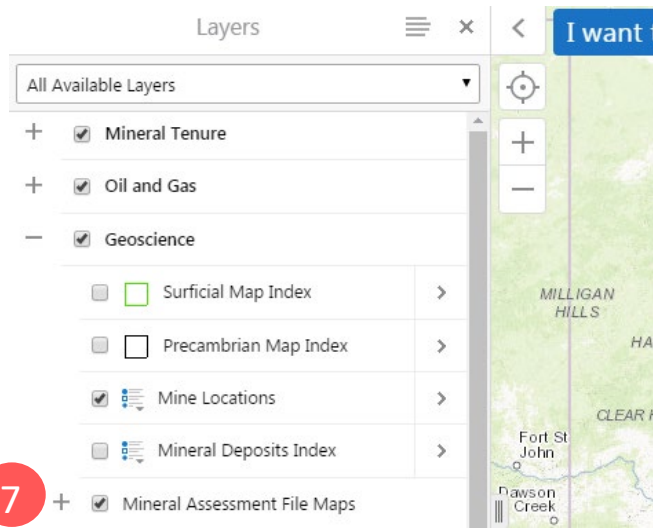 Layers
I want
All Available Layers
Mineral Tenure
Oil and Gas
Geoscience
Surficial Map Index
Precambrian Map Index
Mine Locations
Mineral Deposits Index
7
Mineral Assessment File Maps
MILLIGAN
HILLS
HA
CLEAR
Fort St
John
Dawson
Creek